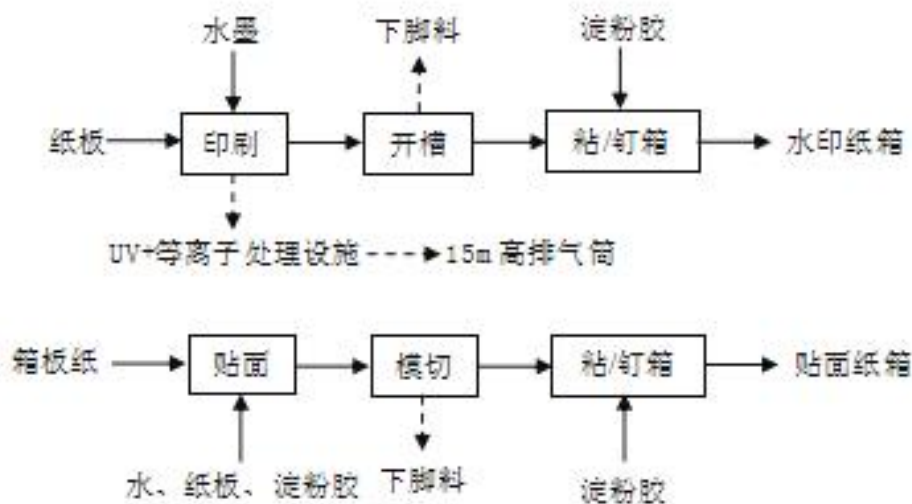 水墨 下脚料 淀粉胶
纸板 印刷 开槽 粘/钉箱 水印纸箱
UV+等离子处理设施 15m高排气筒
箱板纸 贴面 模切 粘/钉箱 贴面纸箱
水、纸板、淀粉胶 下脚料 淀粉胶